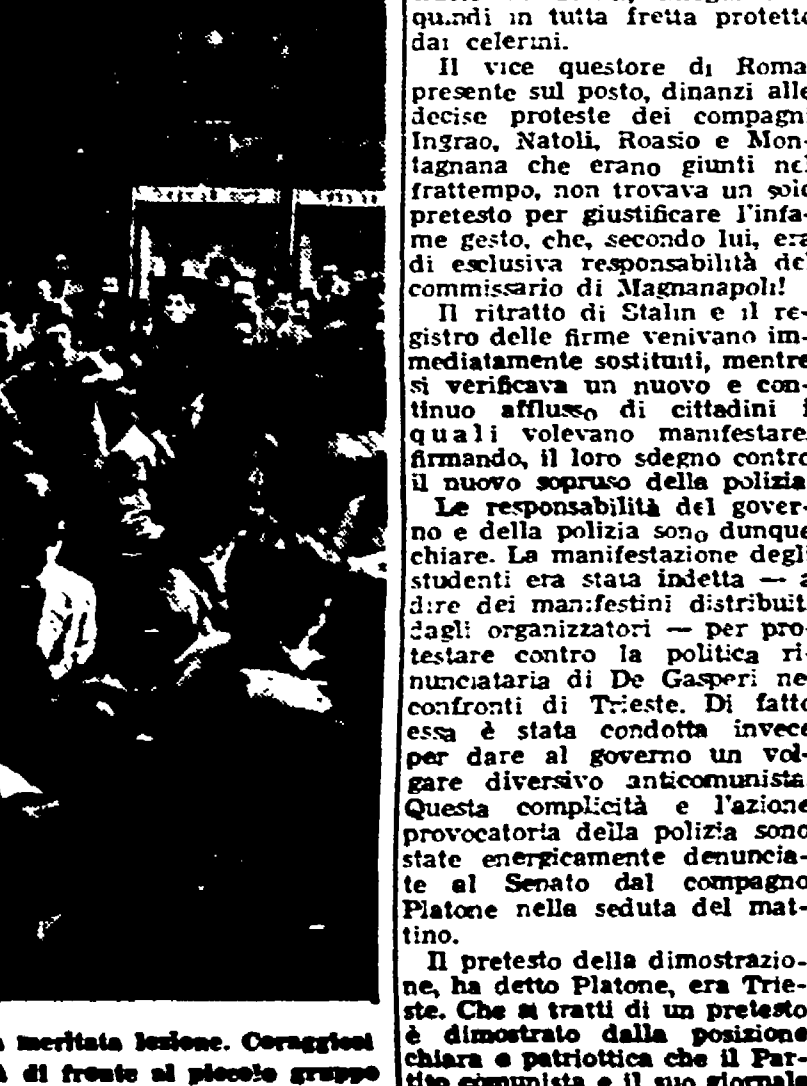 quindi in tutta fretta protetto
dai celerini.
Il vice questore di Roma
presente sul posto, dinanzi alle
decise proteste dei compagni
Ingrao, Natoli, Roasio e Mon-
tagnana che erano giunti nel
frattempo, non trovava un solo
pretesto per giustificare l'infa-
me gesto, che, secondo lui, era
di esclusiva responsabilità del
commissario di Magnanapoli!
Il ritratto di Stalin e il re-
gistro delle firme venivano im-
mediatamente sostituiti, mentre
si verificava un nuovo e con-
tinuo afflusso di cittadini i
quali volevano manifestare
firmando, il loro sdegno contro
il nuovo sopruso della polizia
Le responsabilità del gover-
no e della polizia sono dunque
chiare. La manifestazione degli
studenti era stata indetta — a
dire dei manifestini distribuiti
dagli organizzatori — per pro-
testare contro la politica ri-
nunciataria di De Gasperi nei
confronti di Trieste. Di fatto
essa è stata condotta invece
per dare al governo un vol-
gare diversivo anticomunista
Questa complicità e l'azione
provocatoria della polizia sono
state energicamente denuncia-
te al Senato dal compagno
Platone nella seduta del mat-
tino.
Il pretesto della dimostrazio-
ne, ha detto Platone, era Trie-
ste. Che si tratti di un pretesto
è dimostrato dalla posizione
chiara e patriottica che il Par-
tito comunista e il suo giornale
meritata lezione. Coraggiosi
di fronte al piccolo gruppo